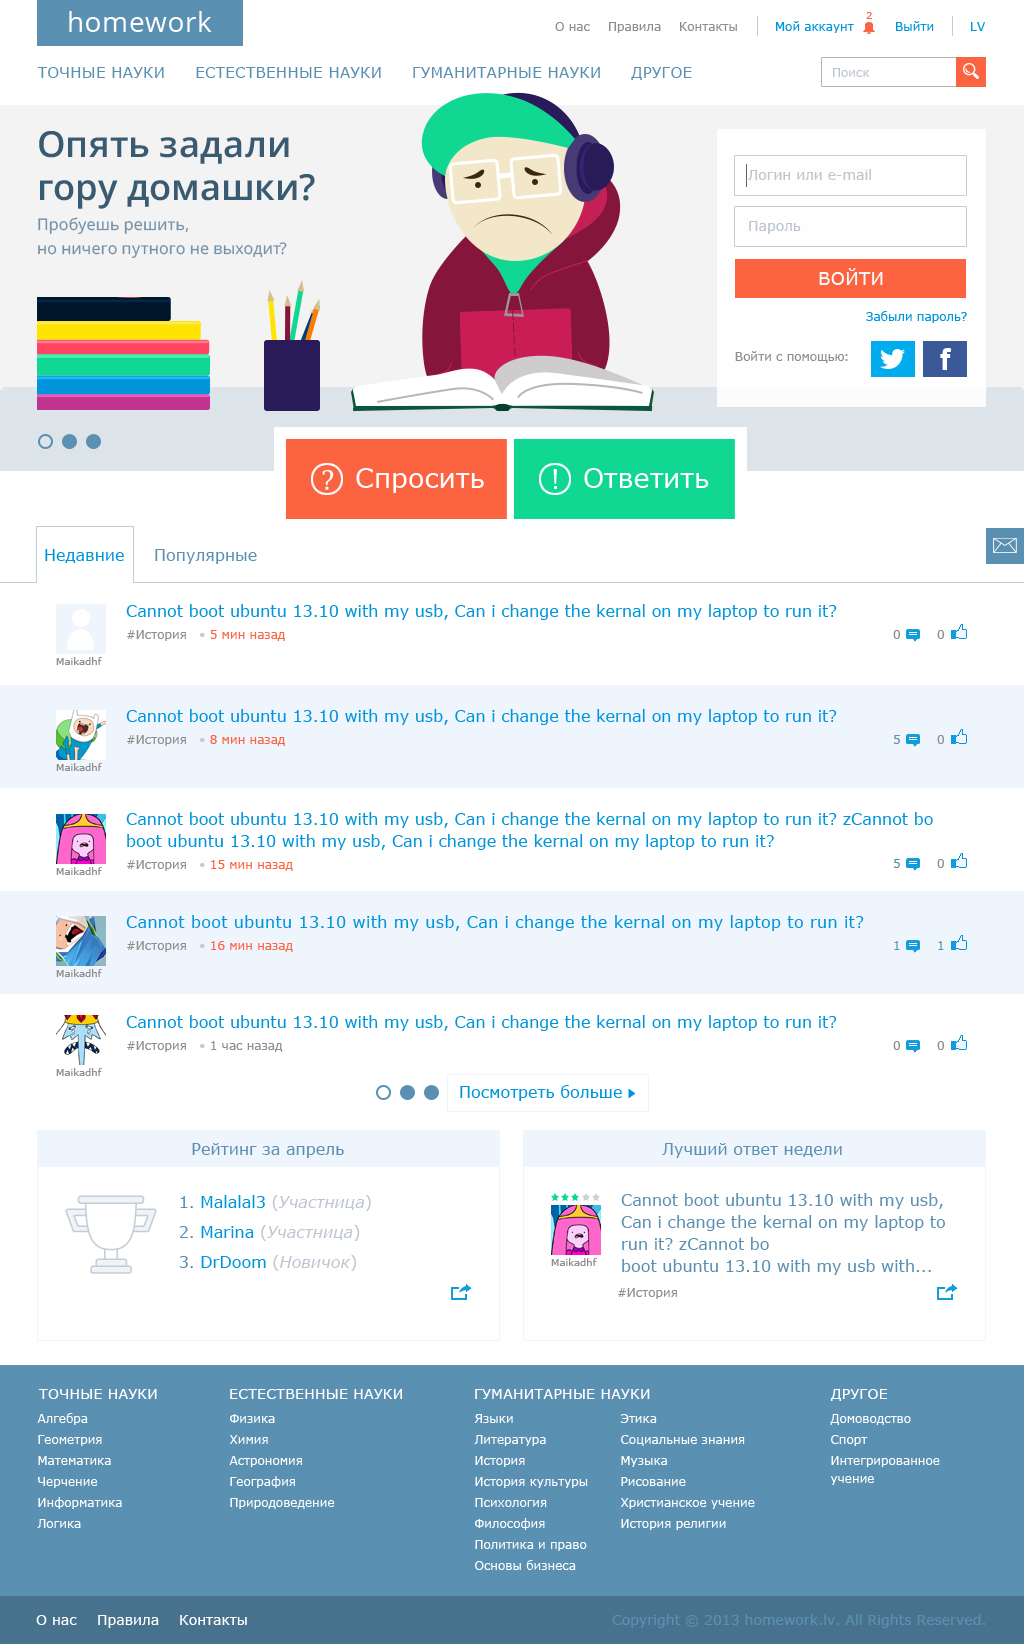 homework
О нас Правила Контакты Мой аккаунт 2 Выйти LV
ТОЧНЫЕ НАУКИ ЕСТЕСТВЕННЫЕ НАУКИ ГУМАНИТАРНЫЕ НАУКИ ДРУГОЕ Поиск
Опять задали
гору домашки?
Пробуешь решить,
но ничего путного не выходит?
Логин или e-mail
Пароль
ВОЙТИ
Забыли пароль?
Войти с помощью: f
? Спросить ! Ответить
Недавние Популярные
Cannot boot ubuntu 13.10 with my usb, Can i change the kernal on my laptop to run it?
#История 5 мин назад 0 0
Maikadhf
Cannot boot ubuntu 13.10 with my usb, Can i change the kernal on my laptop to run it?
#История 8 мин назад 5 0
Maikadhf
Cannot boot ubuntu 13.10 with my usb, Can i change the kernal on my laptop to run it? zCannot bo
boot ubuntu 13.10 with my usb, Can i change the kernal on my laptop to run it?
#История 15 мин назад 5 0
Maikadhf
Cannot boot ubuntu 13.10 with my usb, Can i change the kernal on my laptop to run it?
#История 16 мин назад 1 1
Maikadhf
Cannot boot ubuntu 13.10 with my usb, Can i change the kernal on my laptop to run it?
#История 1 час назад 0 0
Maikadhf
Посмотреть больше
Рейтинг за апрель
1. Malalal3 (Участница)
2. Marina (Участница)
3. DrDoom (Новичок)
Лучший ответ недели
Cannot boot ubuntu 13.10 with my usb,
Can i change the kernal on my laptop to
run it? zCannot bo
boot ubuntu 13.10 with my usb with...
Maikadhf
#История
ТОЧНЫЕ НАУКИ
Алгебра
Геометрия
Математика
Черчение
Информатика
Логика
ЕСТЕСТВЕННЫЕ НАУКИ
Физика
Химия
Астрономия
География
Природоведение
ГУМАНИТАРНЫЕ НАУКИ
Языки
Литература
История
История культуры
Психология
Философия
Политика и право
Основы бизнеса
Этика
Социальные знания
Музыка
Рисование
Христианское учение
История религии
ДРУГОЕ
Домоводство
Спорт
Интегрированное
учение
О нас Правила Контакты Copyright © 2013 homework.lv. All Rights Reserved.